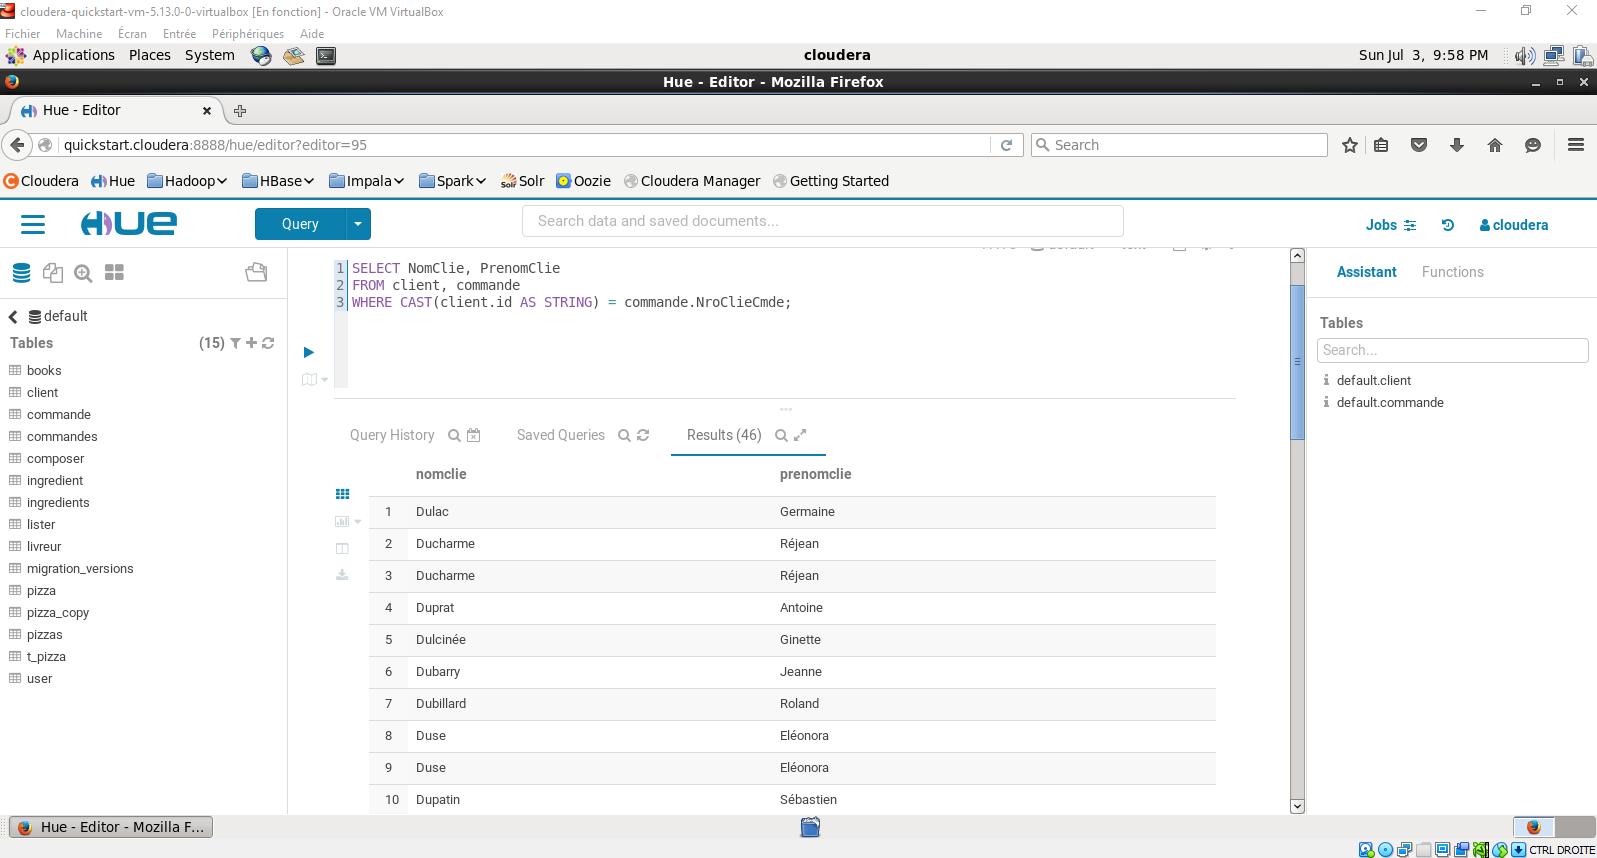 cloudera-quickstart-vm-5.13.0-0-virtualbox [En fonction] - Oracle VM VirtualBox
Fichier Machine Écran Entrée Périphériques Aide
Applications Places System cloudera Sun Jul 3, 9:58 PM
Hue - Editor - Mozilla Firefox
Hue - Editor
quickstart.cloudera:8888/hue/editor?editor=95 Search
Cloudera Hue Hadoop HBase Impala Spark Solr Oozie Cloudera Manager Getting Started
HUE Query Search data and saved documents... Jobs cloudera
1 SELECT NomClie, PrenomClie
2 FROM client, commande
3 WHERE CAST(client.id AS STRING) = commande.NroClieCmde;
default
Tables (15)
books
client
commande
commandes
composer
ingredient
ingredients
lister
livreur
migration_versions
pizza
pizza_copy
pizzas
t_pizza
user
Query History Saved Queries Results (46)
nomclie prenomclie
1 Dulac Germaine
2 Ducharme Réjean
3 Ducharme Réjean
4 Duprat Antoine
5 Dulcinée Ginette
6 Dubarry Jeanne
7 Dubillard Roland
8 Duse Eléonora
9 Duse Eléonora
10 Dupatin Sébastien
Assistant Functions
Tables
Search...
default.client
default.commande
Hue - Editor - Mozilla F...
CTRL DROITE